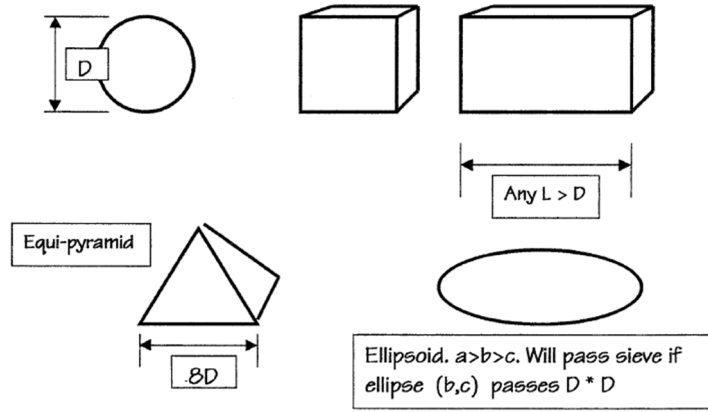 D
Any L > D
Equi-pyramid
.8D
Ellipsoid. a>b>c. Will pass sieve if
ellipse (b,c) passes D * D